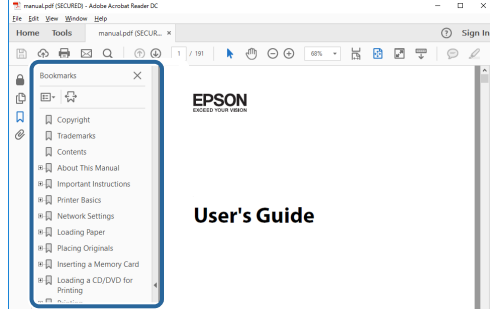 manual.pdf (SECURED) - Adobe Acrobat Reader DC
File Edit View Window Help
Home Tools manual.pdf (SECUR... × ? Sign In
1 / 191 68%
Bookmarks
EPSON
EXCEED YOUR VISION
Copyright
Trademarks
Contents
About This Manual
Important Instructions
Printer Basics
Network Settings
User's Guide
Loading Paper
Placing Originals
Inserting a Memory Card
Loading a CD/DVD for
Printing